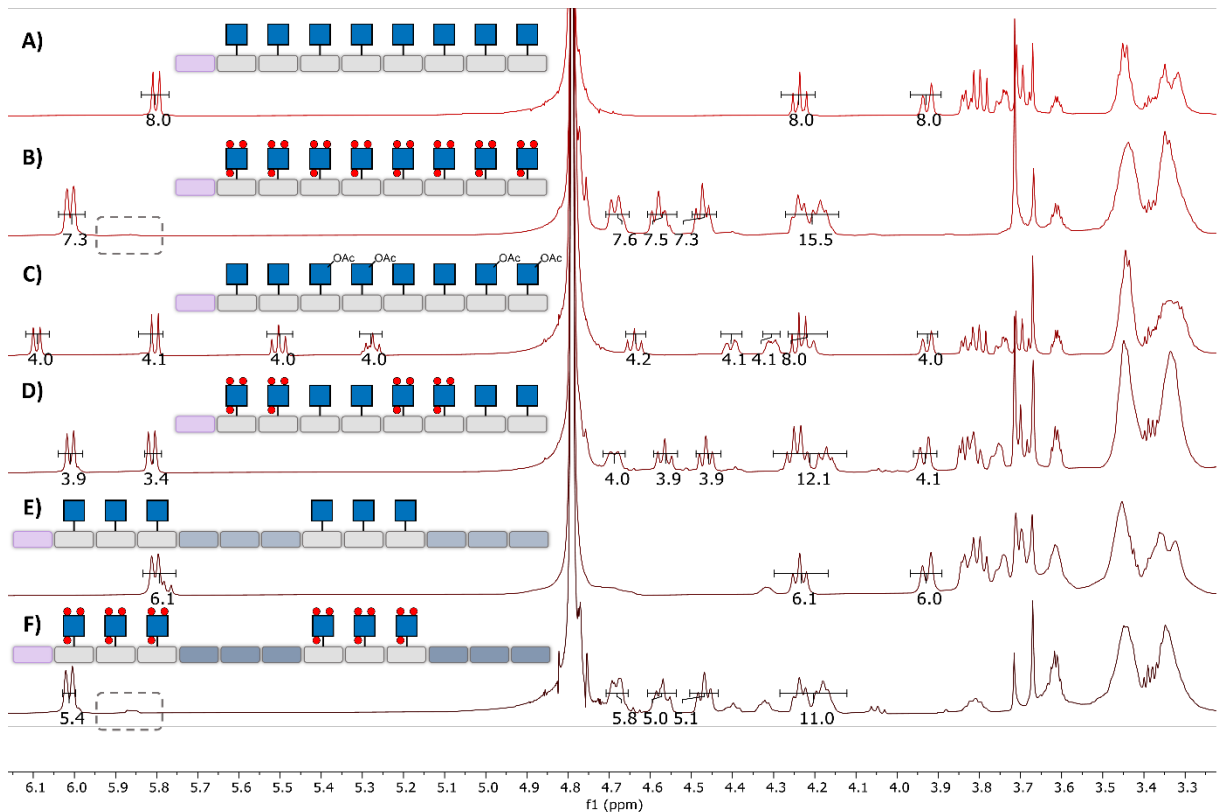 A)
8.0 8.0 8.0
B)
7.3 7.6 7.5 7.3 15.5
C)
OAc OAc OAc OAc
4.0 4.1 4.0 4.0 4.2 4.1 4.1 8.0 4.0
D)
3.9 3.4 4.0 3.9 3.9 12.1 4.1
E)
6.1 6.1 6.0
F)
5.4 5.8 5.0 5.1 11.0
6.1 6.0 5.9 5.8 5.7 5.6 5.5 5.4 5.3 5.2 5.1 5.0 4.9 4.8 4.7 4.6 4.5 4.4 4.3 4.2 4.1 4.0 3.9 3.8 3.7 3.6 3.5 3.4 3.3
f1 (ppm)